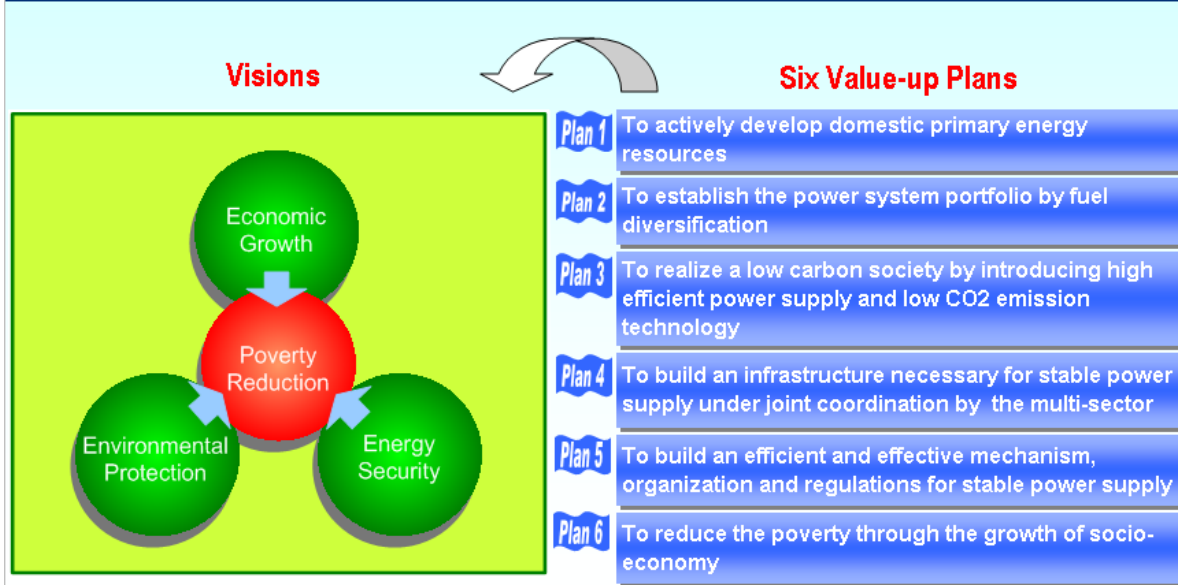 Visions
Economic
Growth
Poverty
Reduction
Environmental
Protection
Energy
Security
Six Value-up Plans
Plan 1
To actively develop domestic primary energy
resources
Plan 2
To establish the power system portfolio by fuel
diversification
Plan 3
To realize a low carbon society by introducing high
efficient power supply and low CO2 emission
technology
Plan 4
To build an infrastructure necessary for stable power
supply under joint coordination by the multi-sector
Plan 5
To build an efficient and effective mechanism,
organization and regulations for stable power supply
Plan 6
To reduce the poverty through the growth of socio-
economy